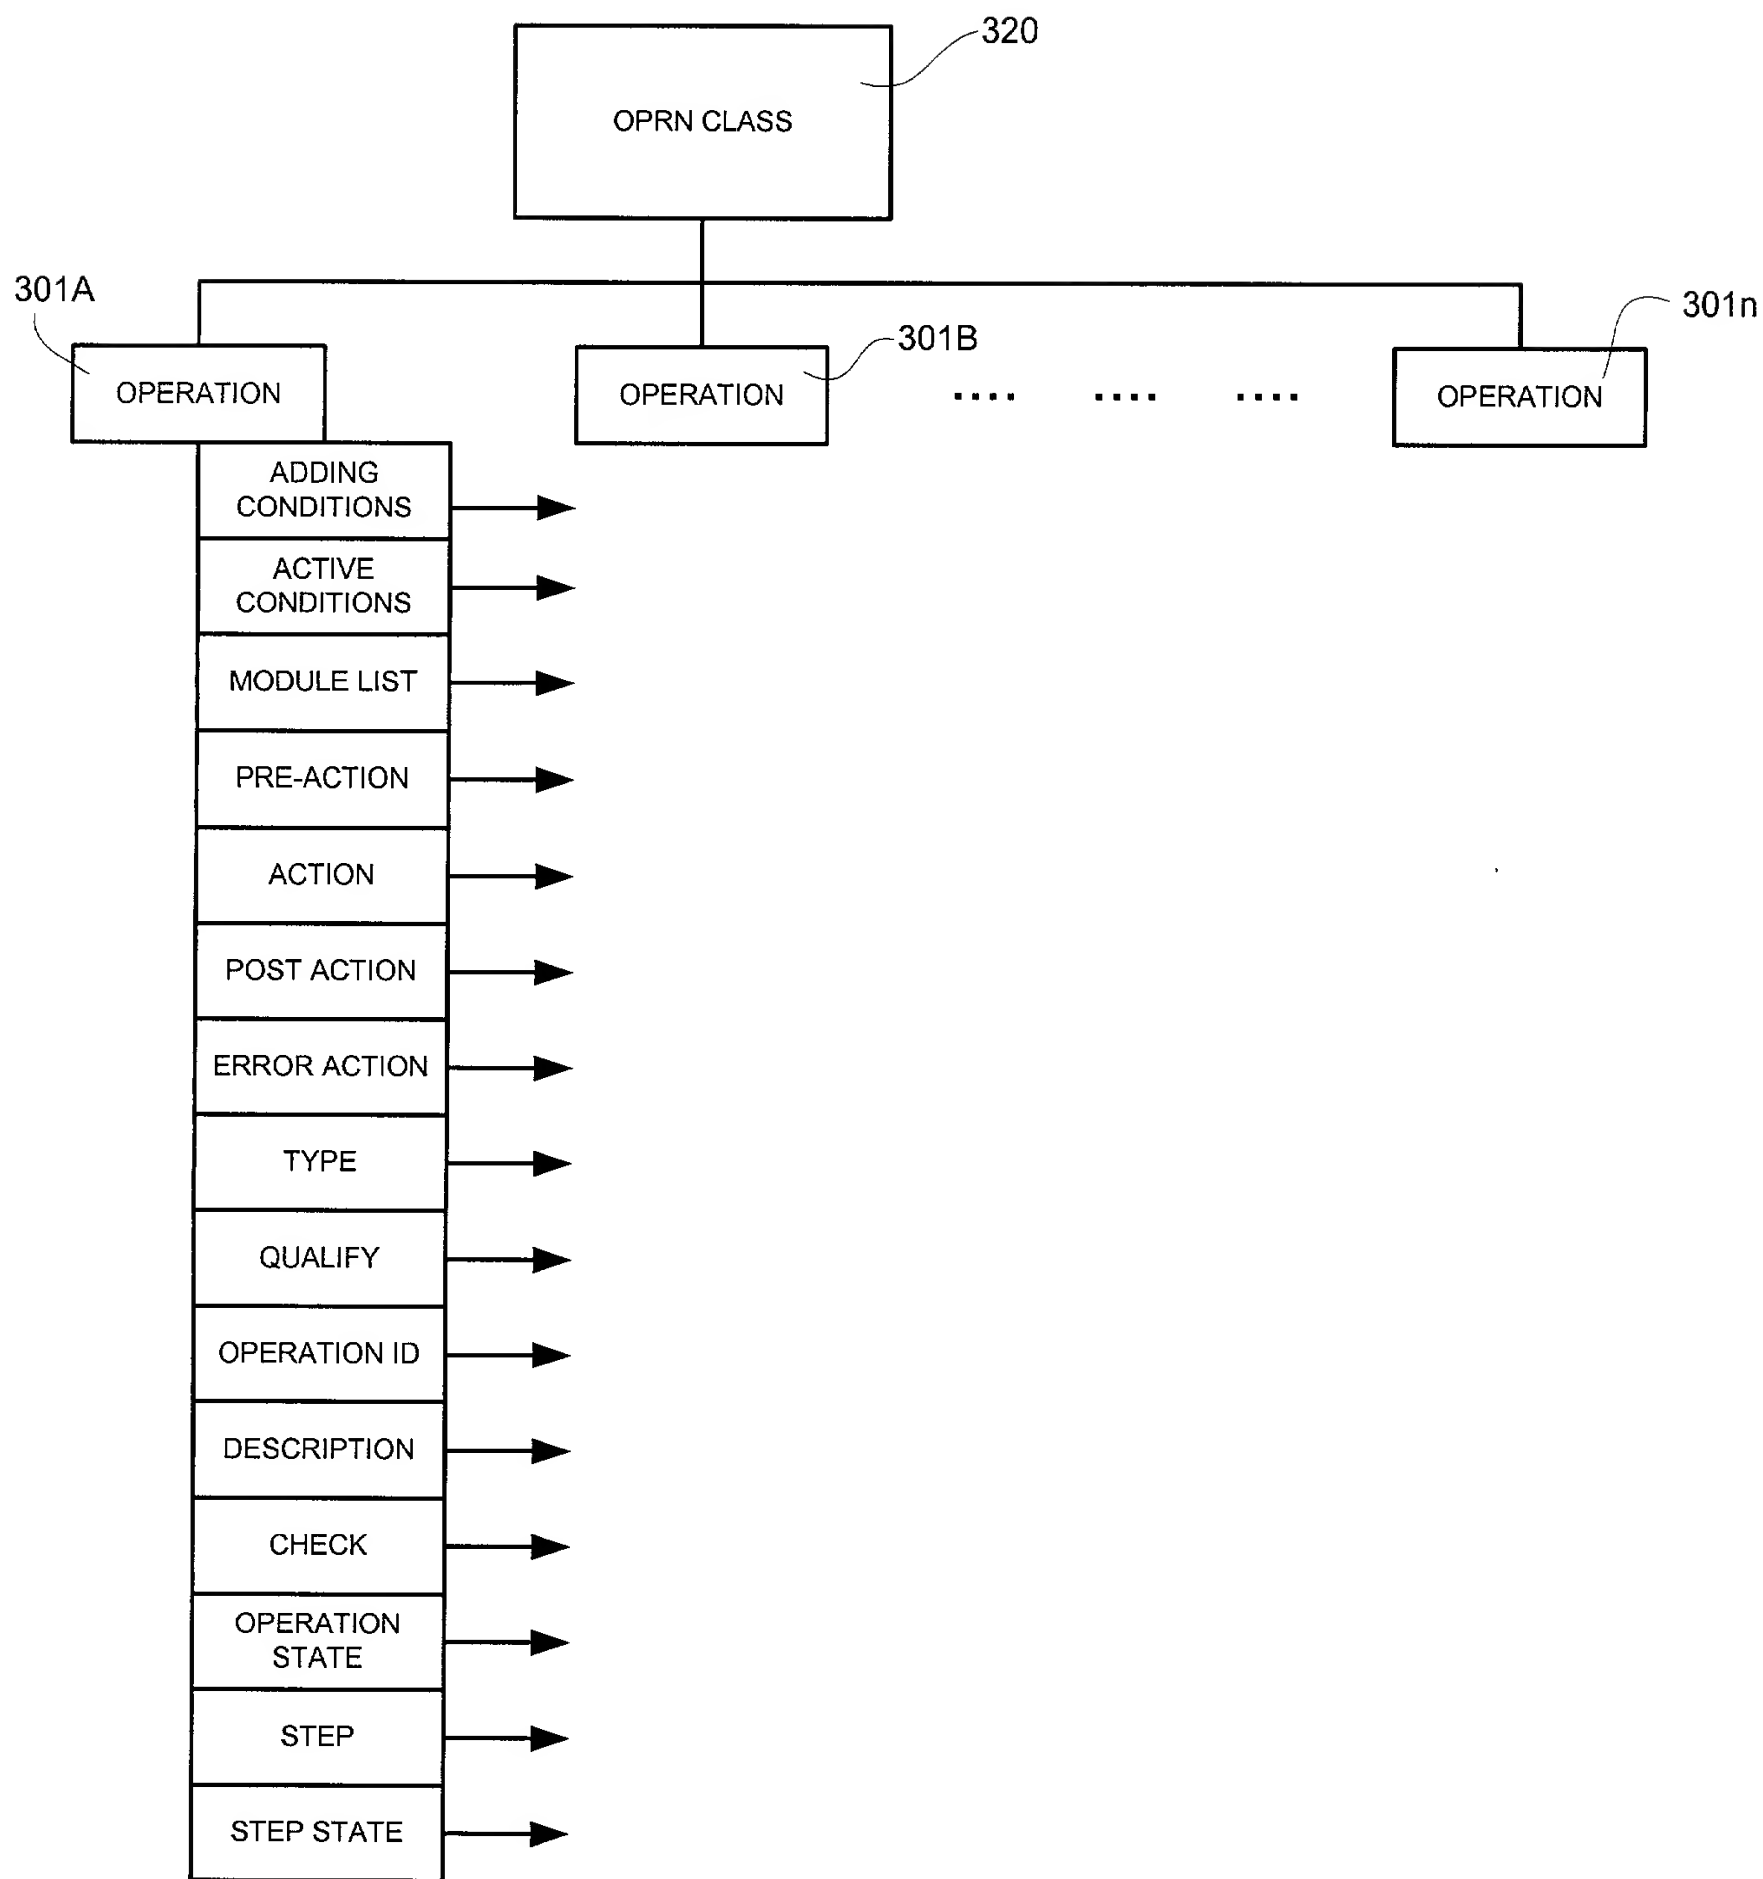 320
OPRN CLASS
301A
301B
301n
OPERATION
OPERATION
.... .... ....
OPERATION
ADDING
CONDITIONS
ACTIVE
CONDITIONS
MODULE LIST
PRE-ACTION
ACTION
POST ACTION
ERROR ACTION
TYPE
QUALIFY
OPERATION ID
DESCRIPTION
CHECK
OPERATION
STATE
STEP
STEP STATE